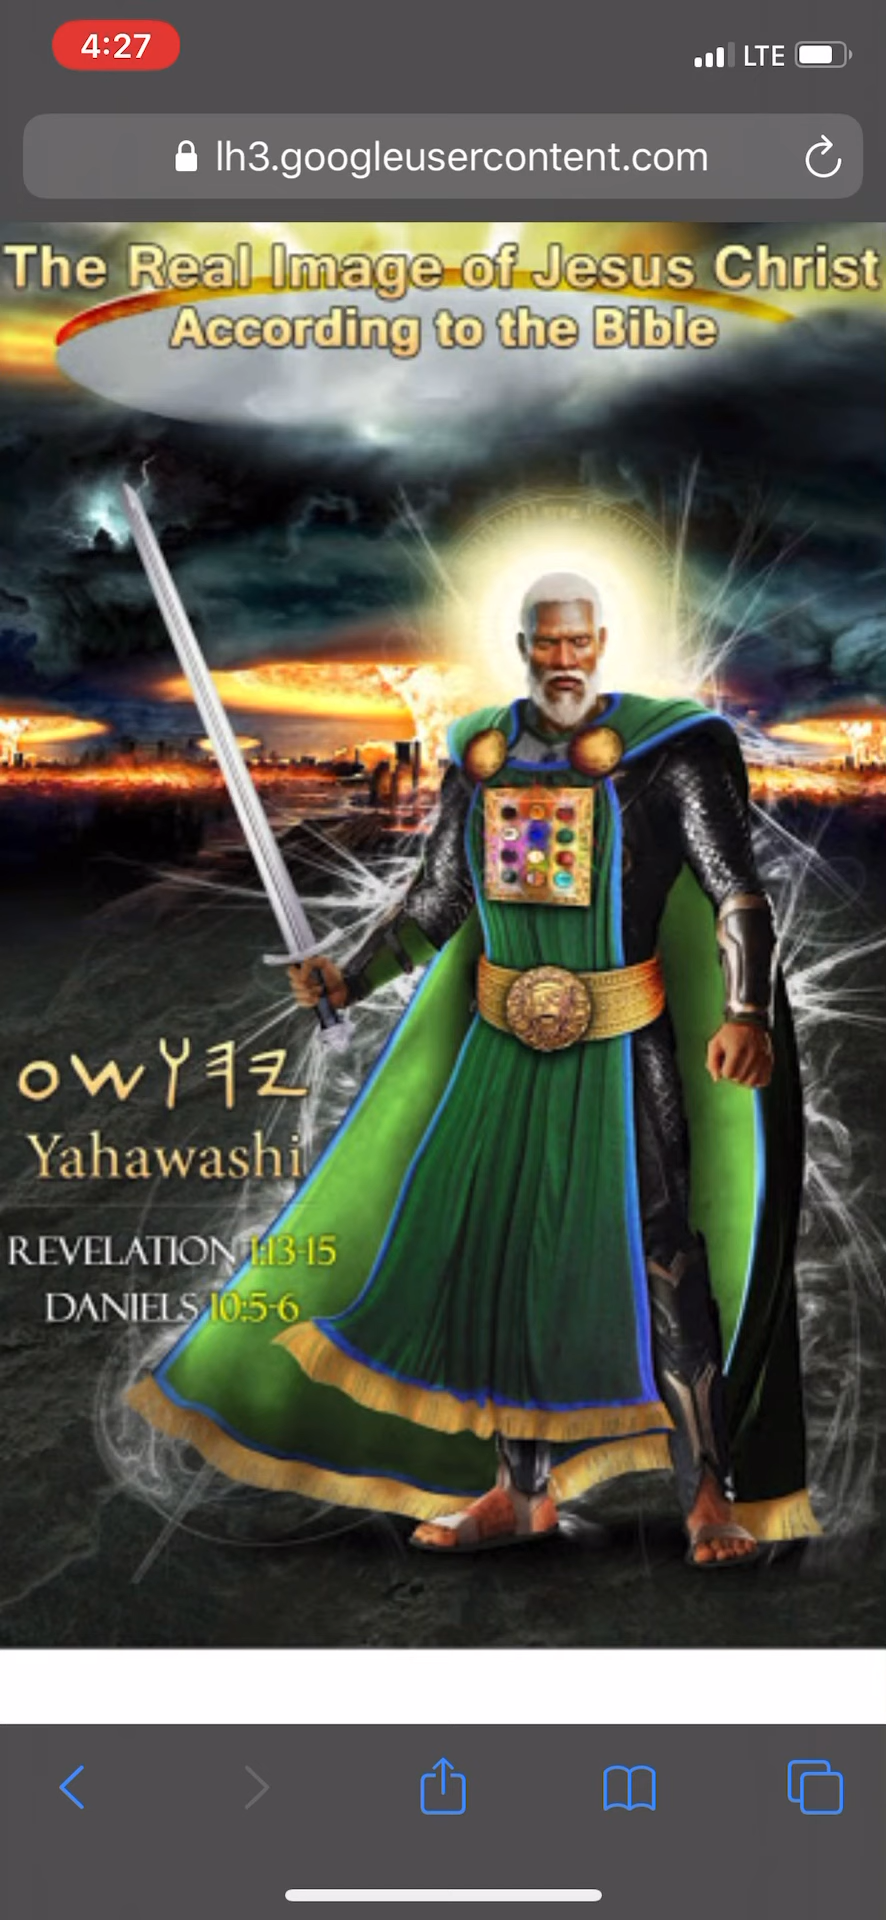 4:27
LTE
lh3.googleusercontent.com
The Real Image of Jesus Christ
According to the Bible
𐤏𐤔𐤅𐤄𐤉
Yahawashi
REVELATION 1:13-15
DANIELS 10:5-6